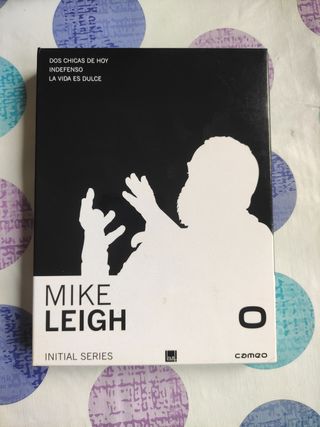 DOS CHICAS DE HOY
INDEFENSO
LA VIDA ES DULCE
MIKE
LEIGH
INITIAL SERIES
cameo